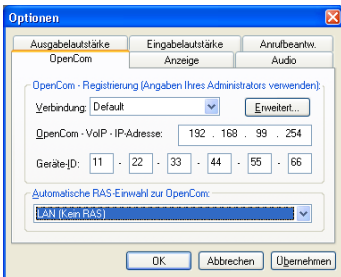 Optionen
Ausgabelautstärke Eingabelautstärke Anrufbeantw.
OpenCom Anzeige Audio
OpenCom - Registrierung (Angaben Ihres Administrators verwenden):
Verbindung: Default Erweitert...
OpenCom - VoIP - IP-Adresse: 192 . 168 . 99 . 254
Geräte-ID: 11 - 22 - 33 - 44 - 55 - 66
Automatische RAS-Einwahl zur OpenCom:
LAN (Kein RAS)
OK Abbrechen Übernehmen